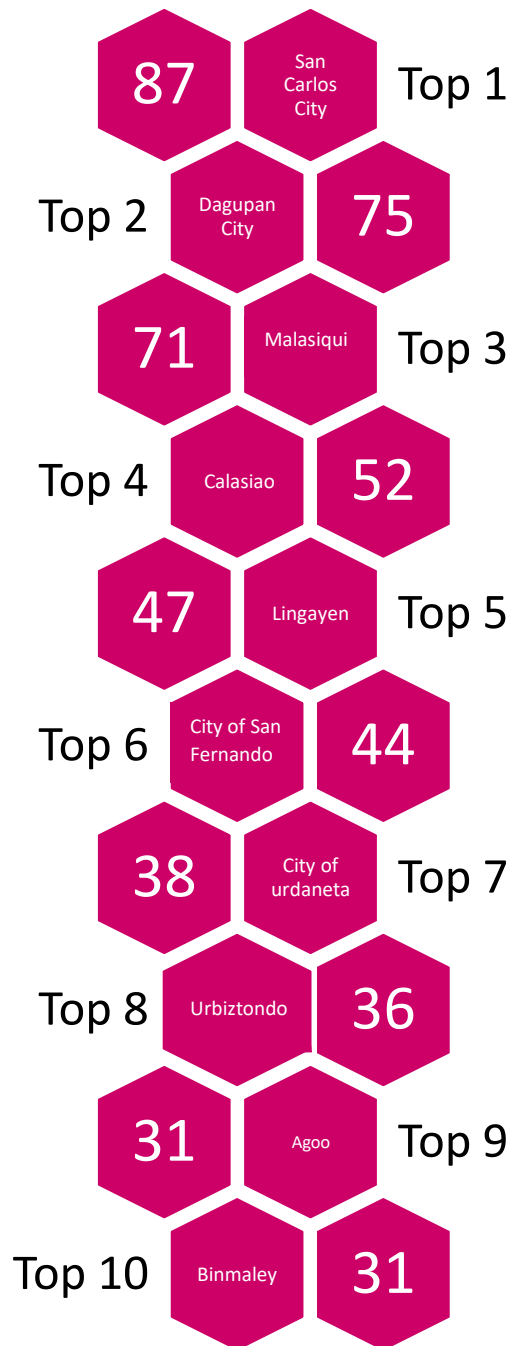 87
San
Carlos
City
Top 1
Top 2
Dagupan
City
75
71
Malasiqui
Top 3
Top 4
Calasiao
52
47
Lingayen
Top 5
Top 6
City of San
Fernando
44
38
City of
urdaneta
Top 7
Top 8
Urbiztondo
36
31
Agoo
Top 9
Top 10
Binmaley
31